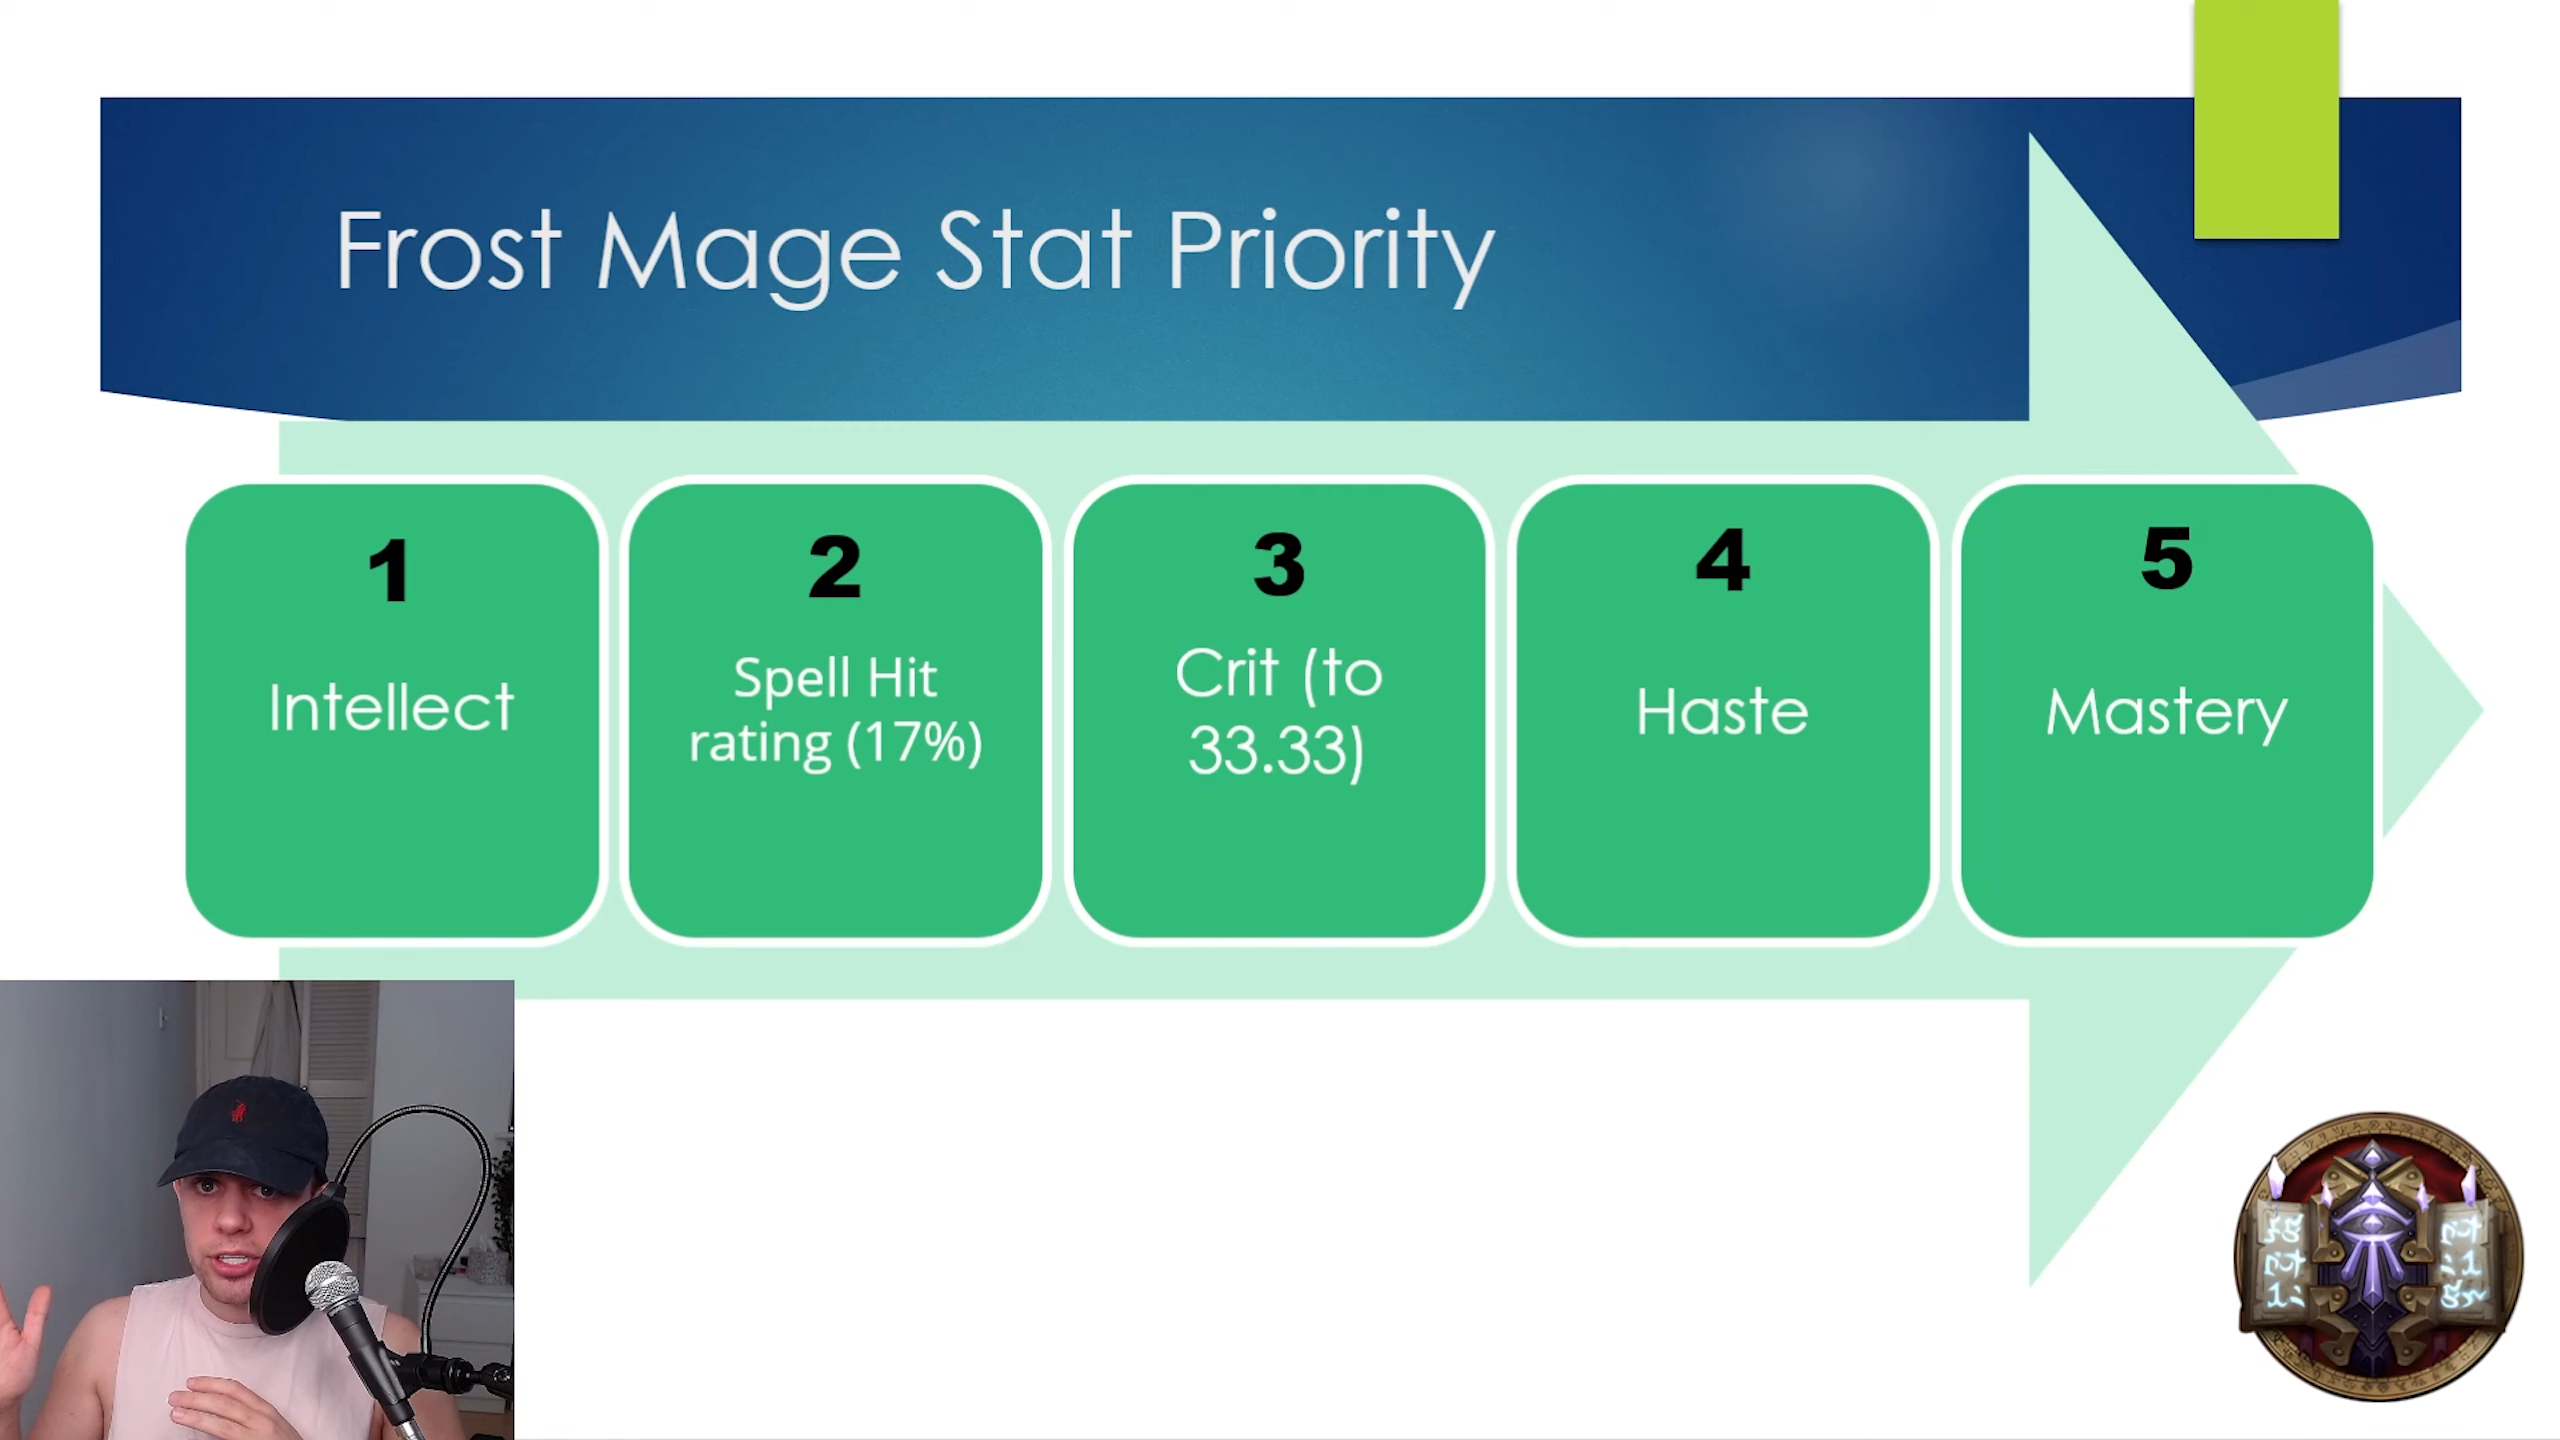 Frost Mage Stat Priority
1
Intellect
2
Spell Hit
rating (17%)
3
Crit (to
33.33)
4
Haste
5
Mastery